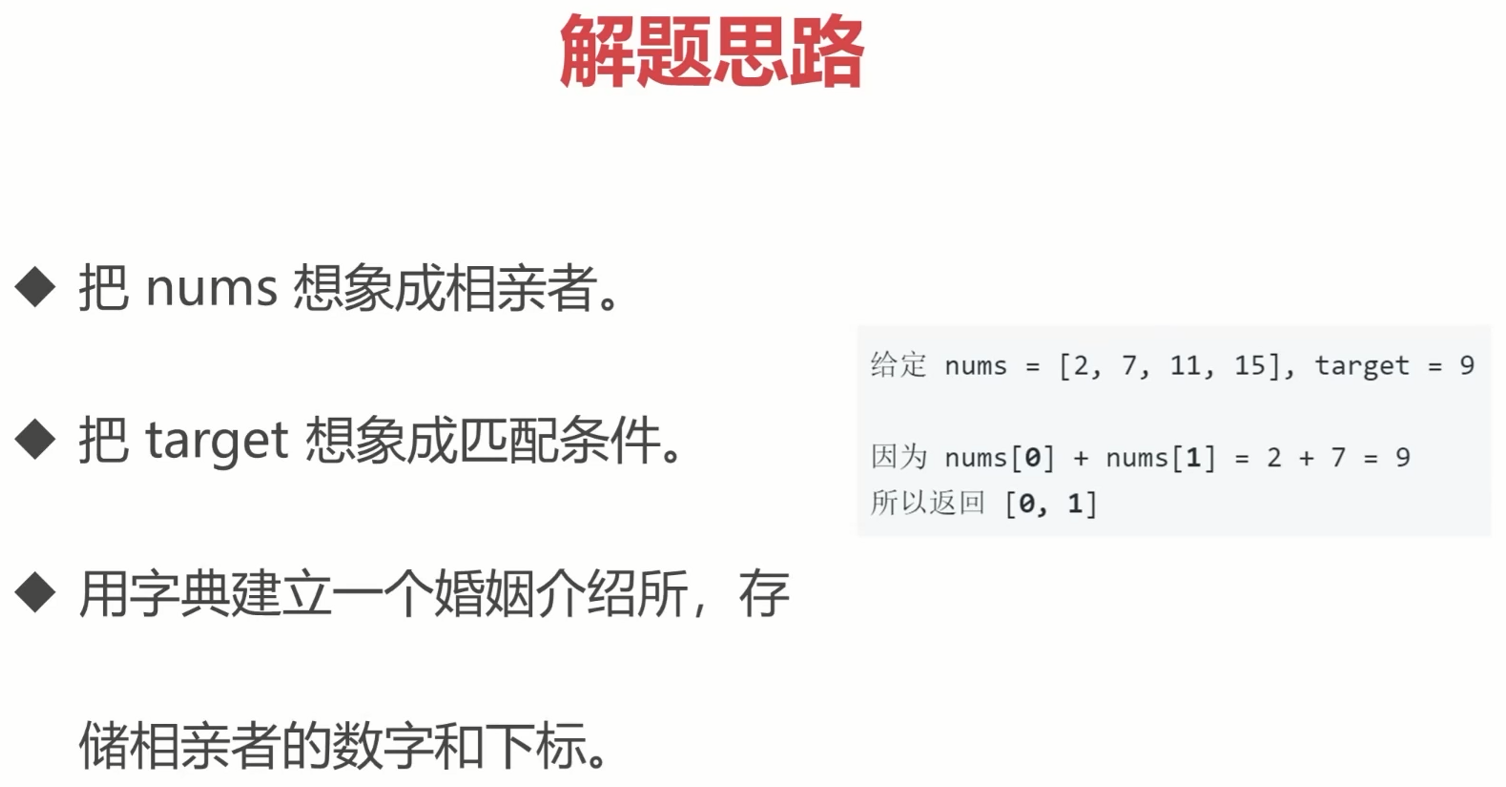 解题思路
◆ 把 nums 想象成相亲者。
◆ 把 target 想象成匹配条件。
◆ 用字典建立一个婚姻介绍所，存
储相亲者的数字和下标。
给定 nums = [2, 7, 11, 15], target = 9
因为 nums[0] + nums[1] = 2 + 7 = 9
所以返回 [0, 1]